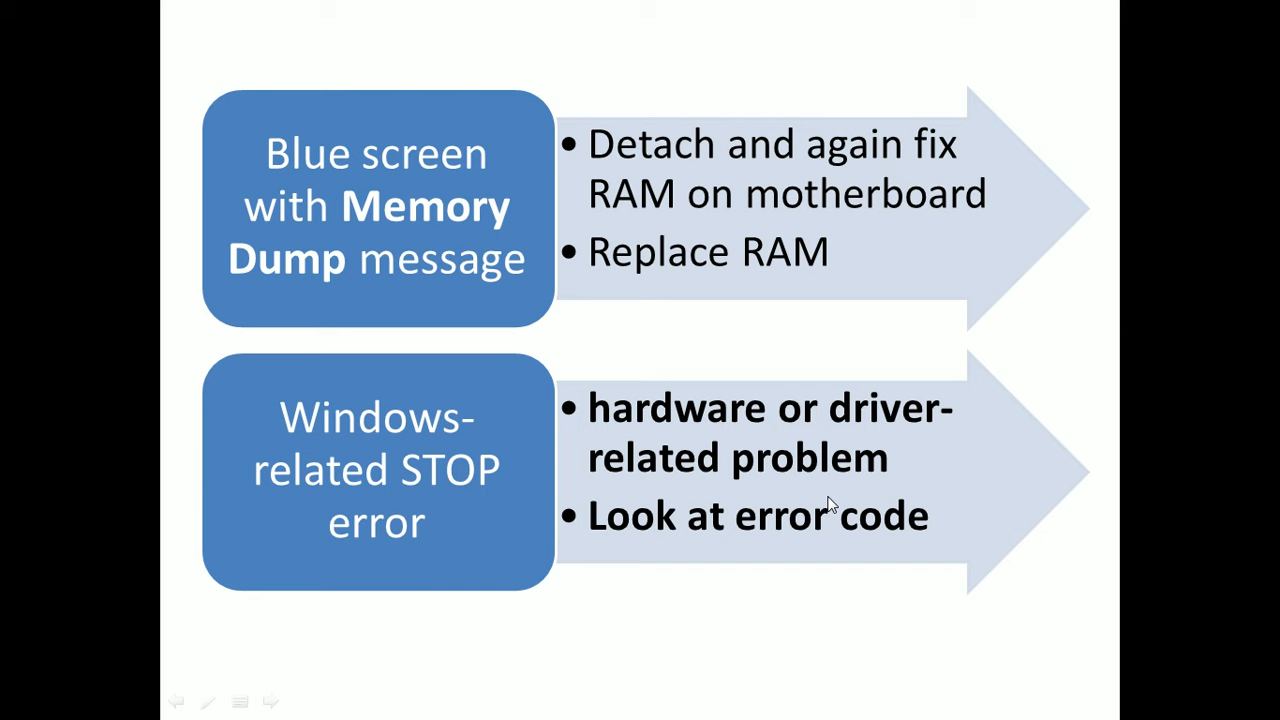 Blue screen
with Memory
Dump message
• Detach and again fix
RAM on motherboard
• Replace RAM
Windows-
related STOP
error
• hardware or driver-
related problem
• Look at error code